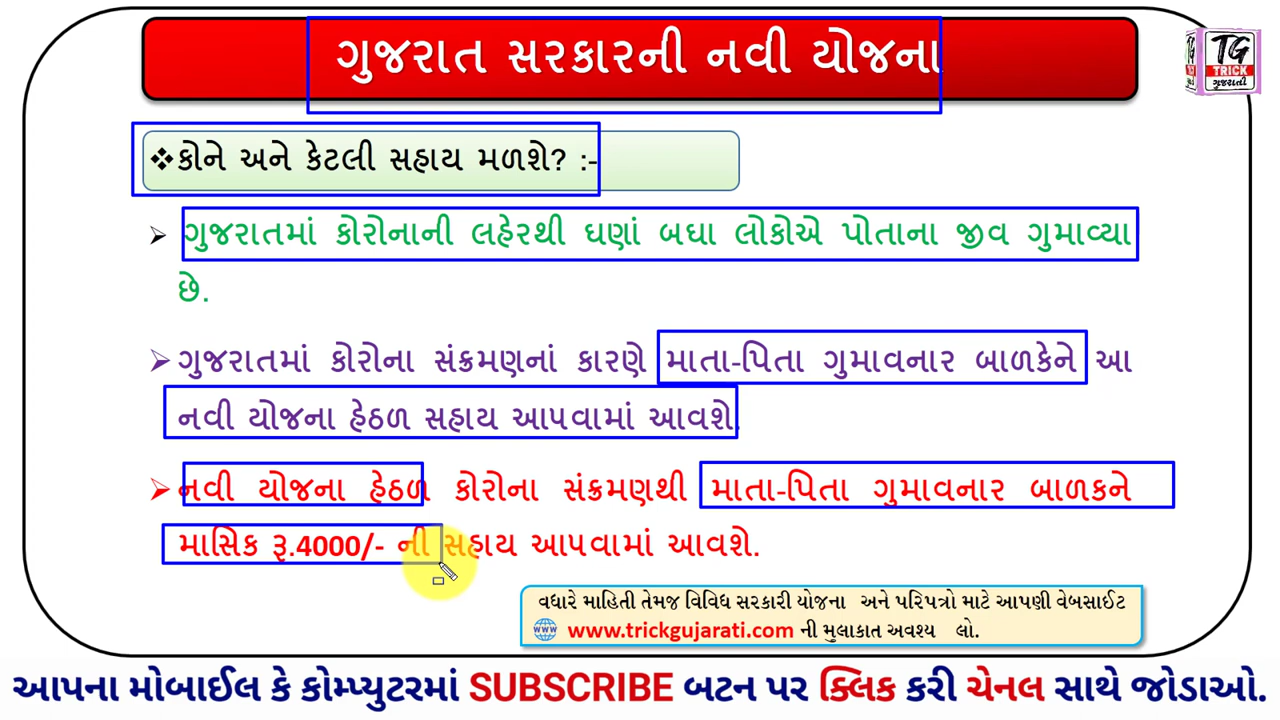 ગુજરાત સરકારની નવી યોજના
TG
TRICK
ગુજરાતી
❖કોને અને કેટલી સહાય મળશે? :-
➢ ગુજરાતમાં કોરોનાની લહેરથી ઘણાં બધા લોકોએ પોતાના જીવ ગુમાવ્યા
છે.
➢ ગુજરાતમાં કોરોના સંક્રમણનાં કારણે માતા-પિતા ગુમાવનાર બાળકેને આ
નવી યોજના હેઠળ સહાય આપવામાં આવશે.
➢ નવી યોજના હેઠળ કોરોના સંક્રમણથી માતા-પિતા ગુમાવનાર બાળકને
માસિક રૂ.4000/- ની સહાય આપવામાં આવશે.
વધારે માહિતી તેમજ વિવિધ સરકારી યોજના અને પરિપત્રો માટે આપણી વેબસાઈટ
www.trickgujarati.com ની મુલાકાત અવશ્ય લો.
આપના મોબાઈલ કે કોમ્પ્યુટરમાં SUBSCRIBE બટન પર ક્લિક કરી ચેનલ સાથે જોડાઓ.